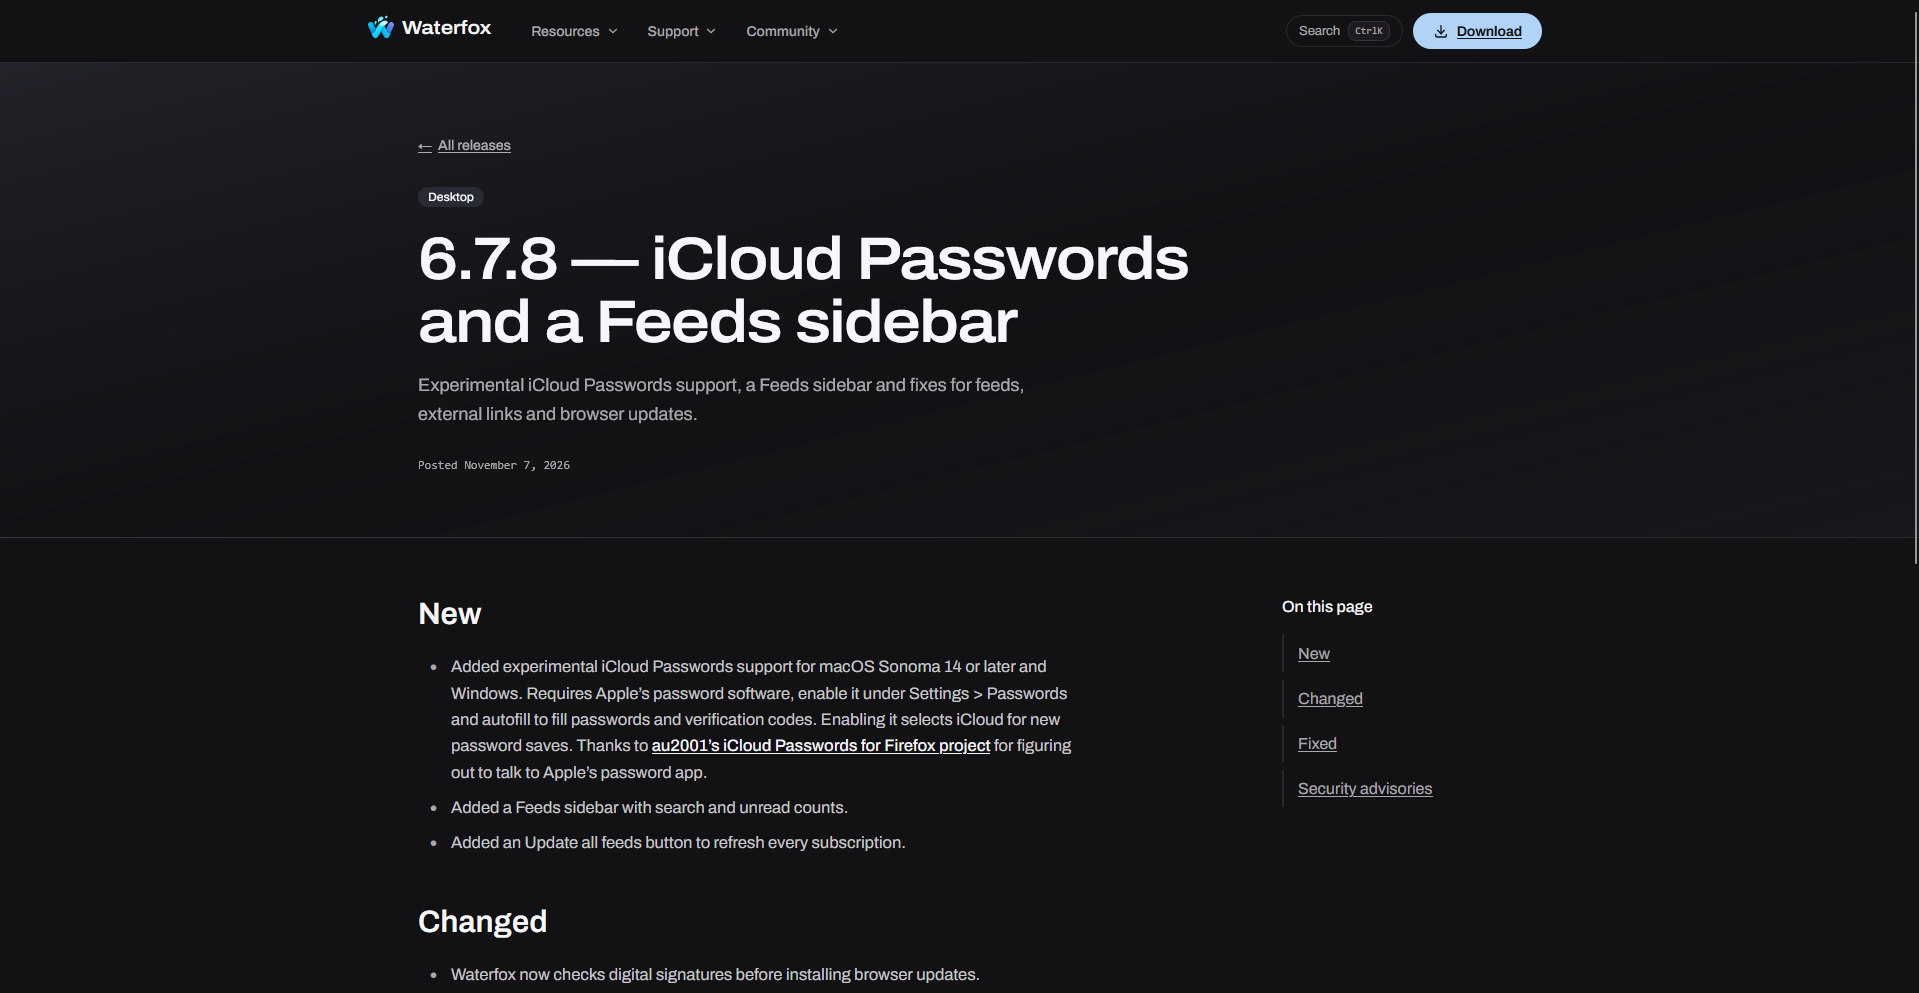 Waterfox
Resources
Support
Community
Search
CtrlK
Download
← All releases
Desktop
6.7.8 — iCloud Passwords
and a Feeds sidebar
Experimental iCloud Passwords support, a Feeds sidebar and fixes for feeds,
external links and browser updates.
Posted November 7, 2026
New
Added experimental iCloud Passwords support for macOS Sonoma 14 or later and
Windows. Requires Apple’s password software, enable it under Settings > Passwords
and autofill to fill passwords and verification codes. Enabling it selects iCloud for new
password saves. Thanks to au2001’s iCloud Passwords for Firefox project for figuring
out to talk to Apple’s password app.
Added a Feeds sidebar with search and unread counts.
Added an Update all feeds button to refresh every subscription.
Changed
Waterfox now checks digital signatures before installing browser updates.
On this page
New
Changed
Fixed
Security advisories